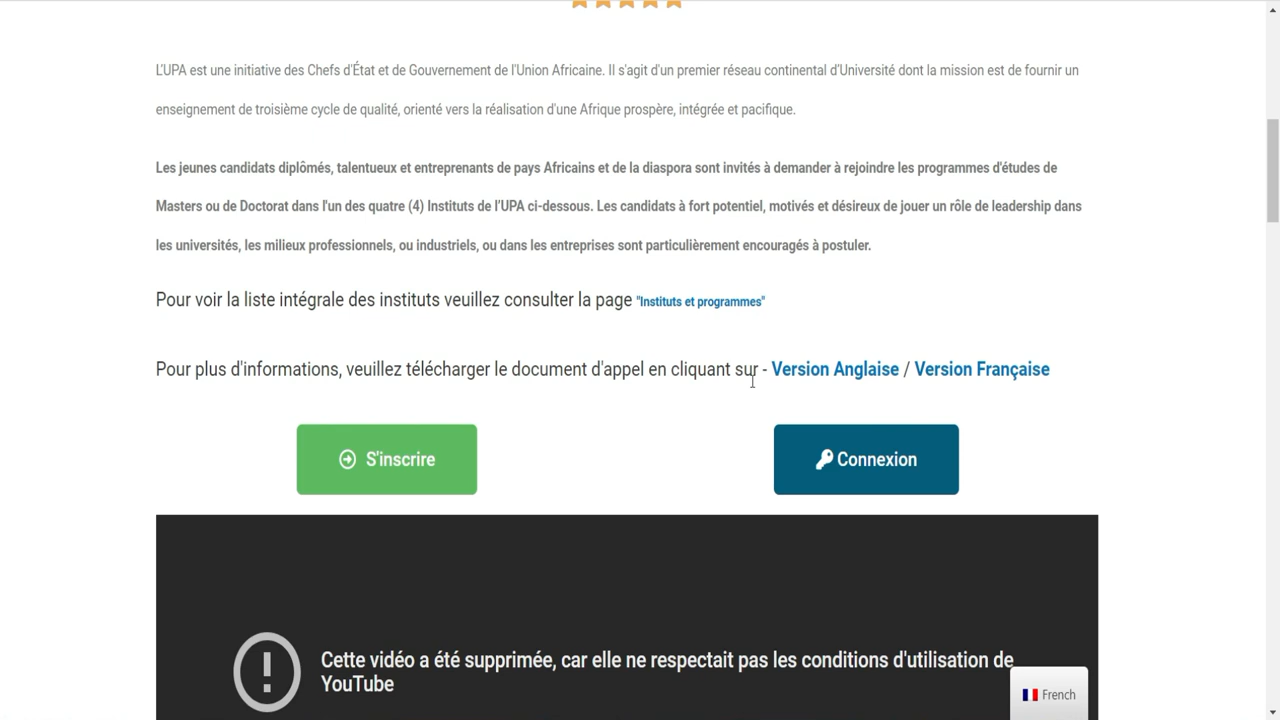 L'UPA est une initiative des Chefs d'État et de Gouvernement de l'Union Africaine. Il s'agit d'un premier réseau continental d'Université dont la mission est de fournir un
enseignement de troisième cycle de qualité, orienté vers la réalisation d'une Afrique prospère, intégrée et pacifique.
Les jeunes candidats diplômés, talentueux et entreprenants de pays Africains et de la diaspora sont invités à demander à rejoindre les programmes d'études de
Masters ou de Doctorat dans l'un des quatre (4) Instituts de l'UPA ci-dessous. Les candidats à fort potentiel, motivés et désireux de jouer un rôle de leadership dans
les universités, les milieux professionnels, ou industriels, ou dans les entreprises sont particulièrement encouragés à postuler.
Pour voir la liste intégrale des instituts veuillez consulter la page "Instituts et programmes"
Pour plus d'informations, veuillez télécharger le document d'appel en cliquant sur - Version Anglaise / Version Française
S'inscrire
Connexion
Cette vidéo a été supprimée, car elle ne respectait pas les conditions d'utilisation de
YouTube
French